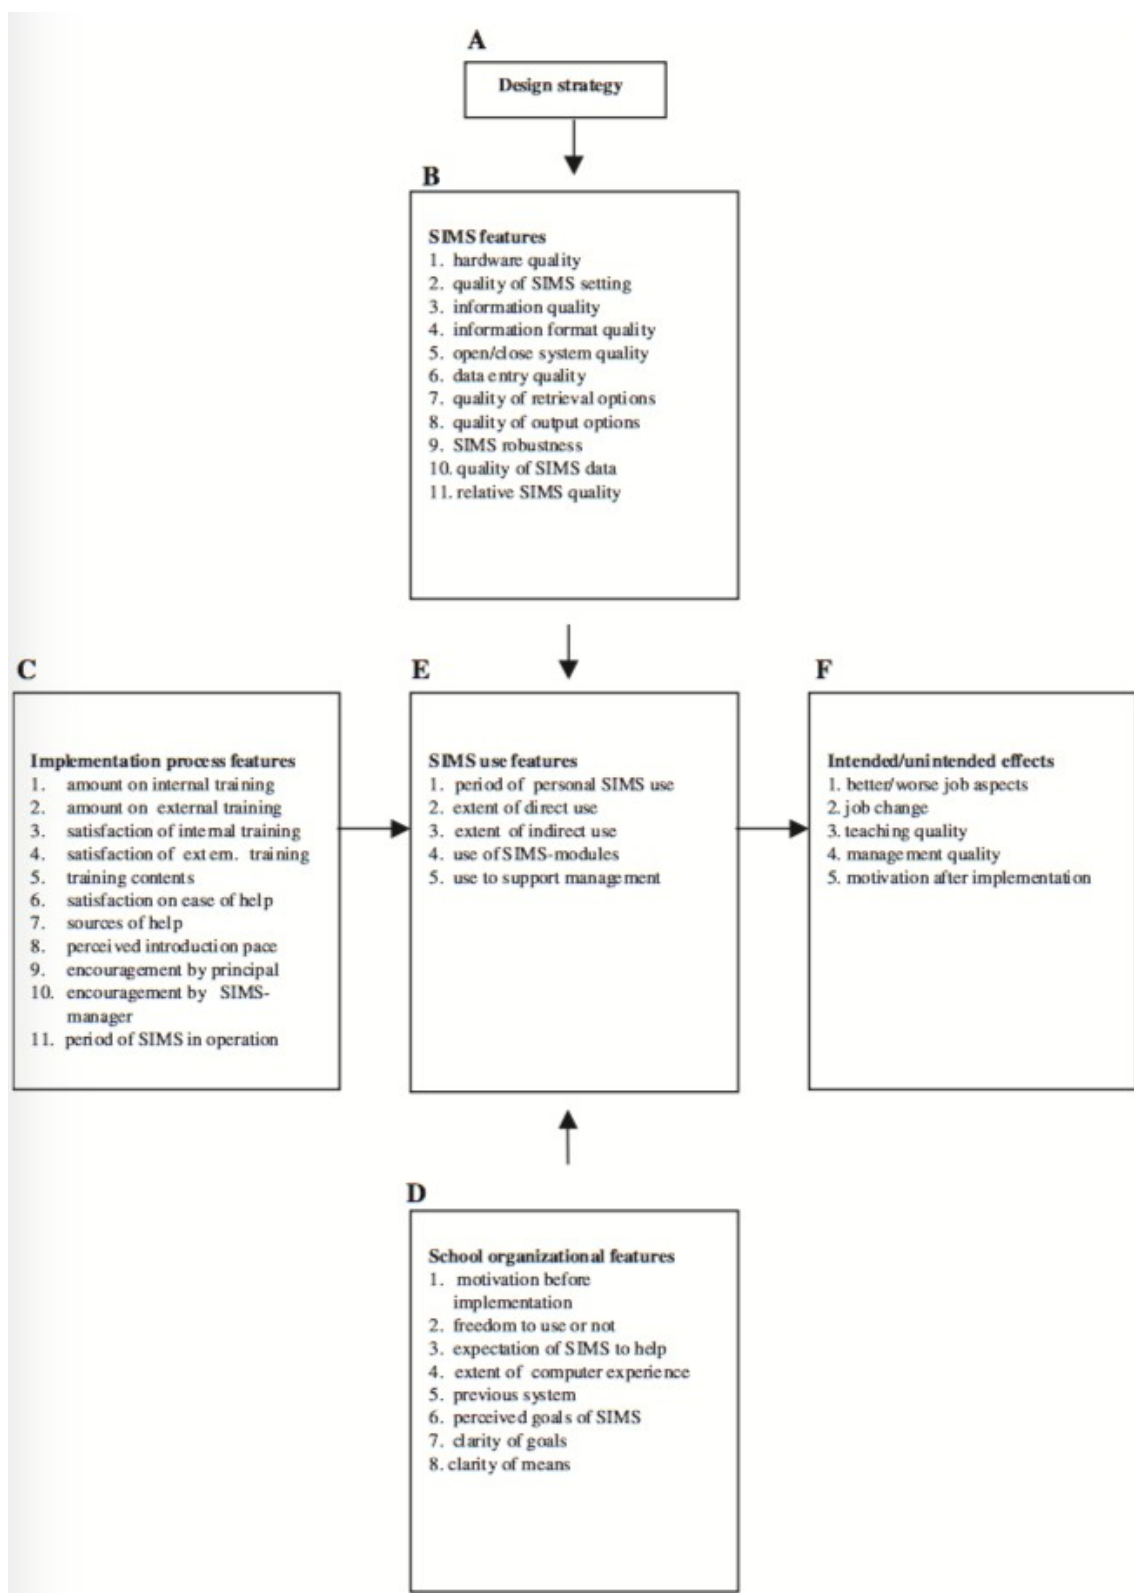 A
Design strategy
B
SIMS features
1. hardware quality
2. quality of SIMS setting
3. information quality
4. information format quality
5. open/close system quality
6. data entry quality
7. quality of retrieval options
8. quality of output options
9. SIMS robustness
10. quality of SIMS data
11. relative SIMS quality
C
Implementation process features
1. amount on internal training
2. amount on external training
3. satisfaction of internal training
4. satisfaction of extern. training
5. training contents
6. satisfaction on ease of help
7. sources of help
8. perceived introduction pace
9. encouragement by principal
10. encouragement by SIMS-
manager
11. period of SIMS in operation
E
SIMS use features
1. period of personal SIMS use
2. extent of direct use
3. extent of indirect use
4. use of SIMS-modules
5. use to support management
F
Intended/unintended effects
1. better/worse job aspects
2. job change
3. teaching quality
4. management quality
5. motivation after implementation
D
School organizational features
1. motivation before
implementation
2. freedom to use or not
3. expectation of SIMS to help
4. extent of computer experience
5. previous system
6. perceived goals of SIMS
7. clarity of goals
8. clarity of means